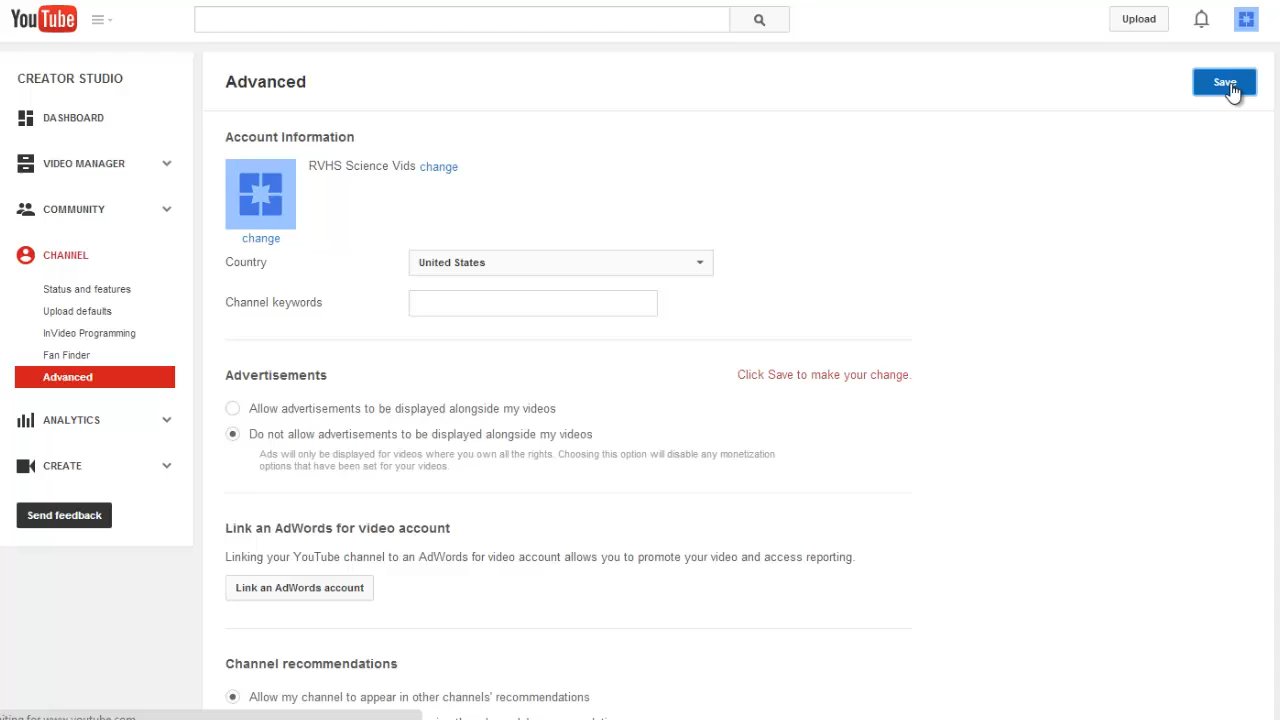 YouTube
Upload
CREATOR STUDIO
DASHBOARD
VIDEO MANAGER
COMMUNITY
CHANNEL
Status and features
Upload defaults
InVideo Programming
Fan Finder
Advanced
ANALYTICS
CREATE
Send feedback
Advanced
Save
Account Information
RVHS Science Vids change
change
Country
United States
Channel keywords
Advertisements
Click Save to make your change.
Allow advertisements to be displayed alongside my videos
Do not allow advertisements to be displayed alongside my videos
Ads will only be displayed for videos where you own all the rights. Choosing this option will disable any monetization
options that have been set for your videos.
Link an AdWords for video account
Linking your YouTube channel to an AdWords for video account allows you to promote your video and access reporting.
Link an AdWords account
Channel recommendations
Allow my channel to appear in other channels' recommendations